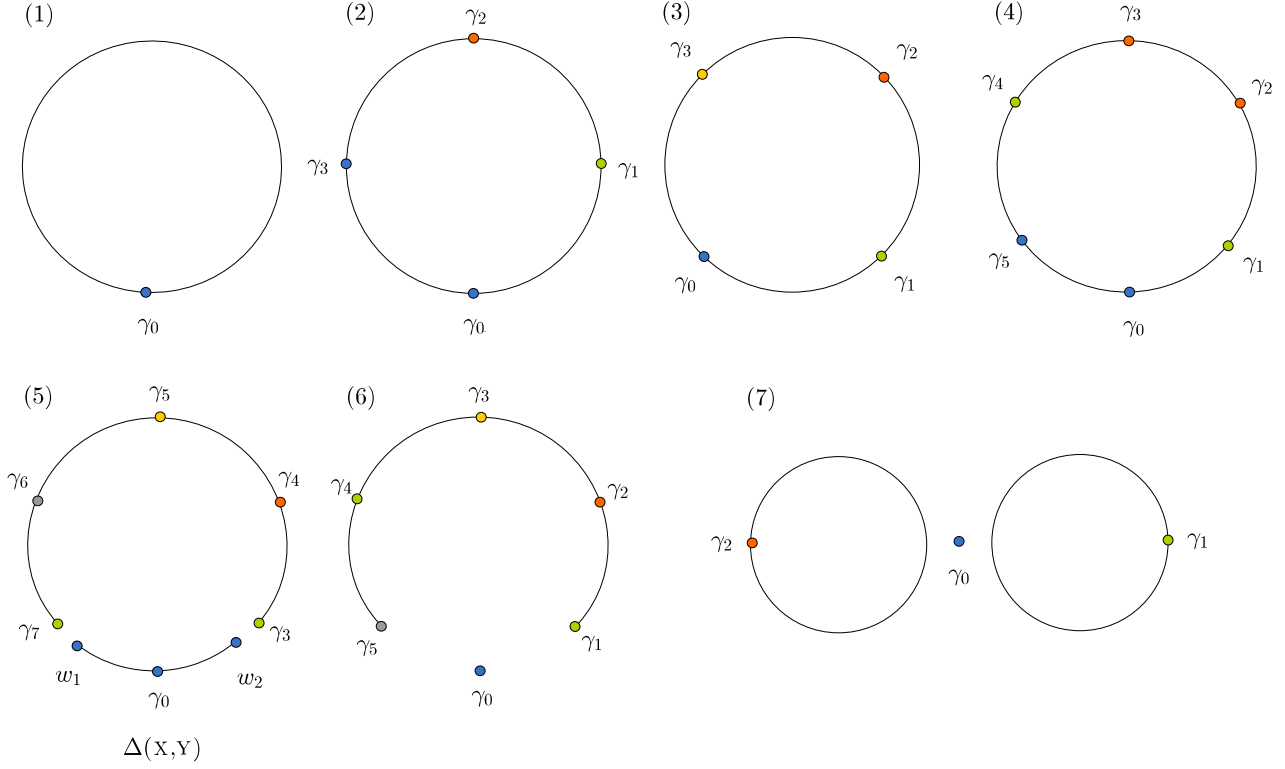 (1)
γ₀
(2)
γ₂
γ₃
γ₁
γ₀
(3)
γ₃
γ₂
γ₀
γ₁
(4)
γ₃
γ₄
γ₂
γ₅
γ₁
γ₀
(5)
γ₅
γ₆
γ₄
γ₇
γ₃
w₁
w₂
γ₀
Δ(X,Y)
(6)
γ₃
γ₄
γ₂
γ₅
γ₁
γ₀
(7)
γ₂
γ₀
γ₁